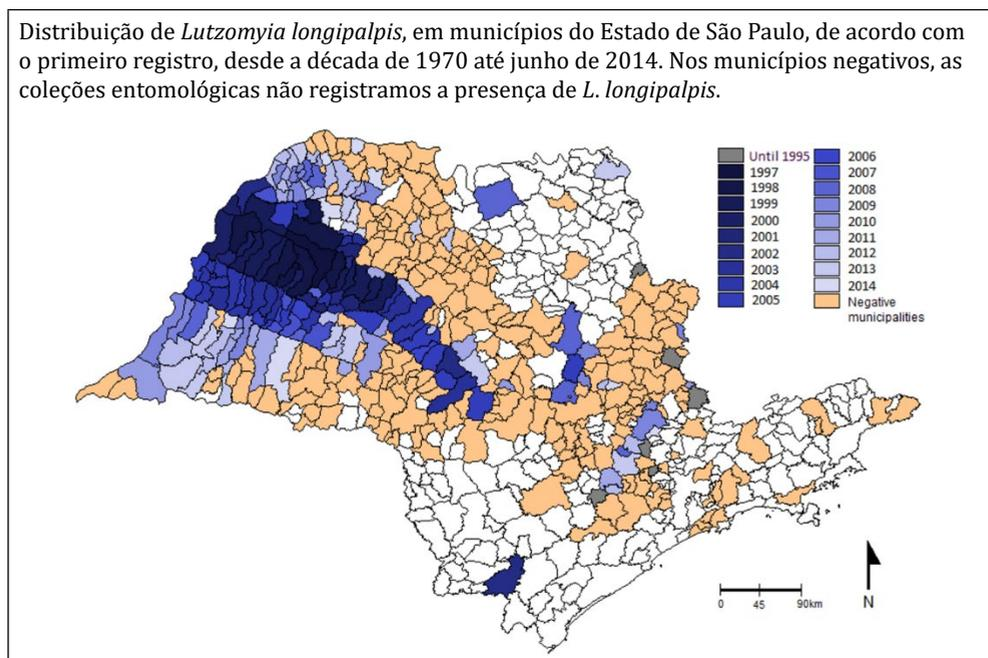 Distribuição de Lutzomyia longipalpis, em municípios do Estado de São Paulo, de acordo com
o primeiro registro, desde a década de 1970 até junho de 2014. Nos municípios negativos, as
coleções entomológicas não registramos a presença de L. longipalpis.
Until 1995
1997
1998
1999
2000
2001
2002
2003
2004
2005
2006
2007
2008
2009
2010
2011
2012
2013
2014
Negative
municipalities
0 45 90km
N